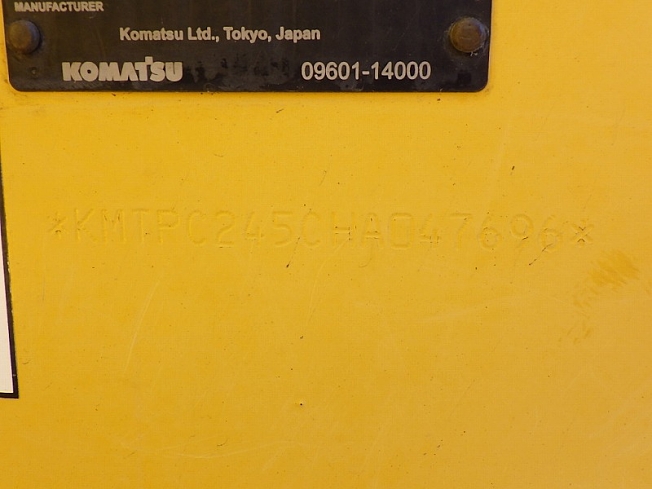 MANUFACTURER
Komatsu Ltd., Tokyo, Japan
KOMATSU 09601-14000
*KMTPC245CHA047696*